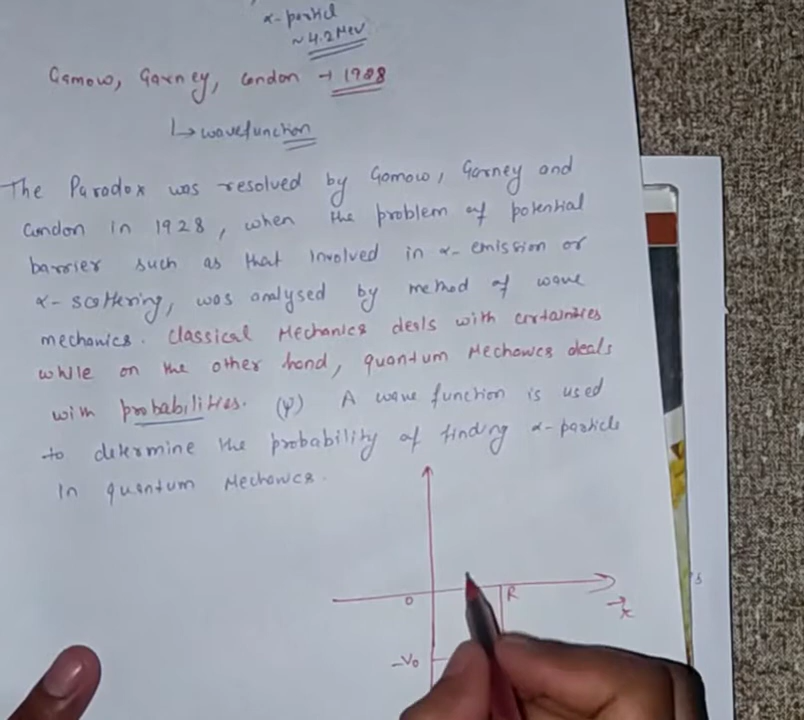 α-particl
~4.2 MeV
Gamow, Garney, Condon → 1928
↳ wavefunction
The Paradox was resolved by Gomow, Garney and
Condon in 1928, when the problem of potential
barrier such as that involved in α-emission or
α-scattering, was analysed by method of wave
mechanics. Classical Mechanics deals with certainties
while on the other hand, quantum Mechanics deals
with probabilities. (ψ) A wave function is used
to determine the probability of finding α-particle
in quantum Mechanics.
0
R
→x
-V₀